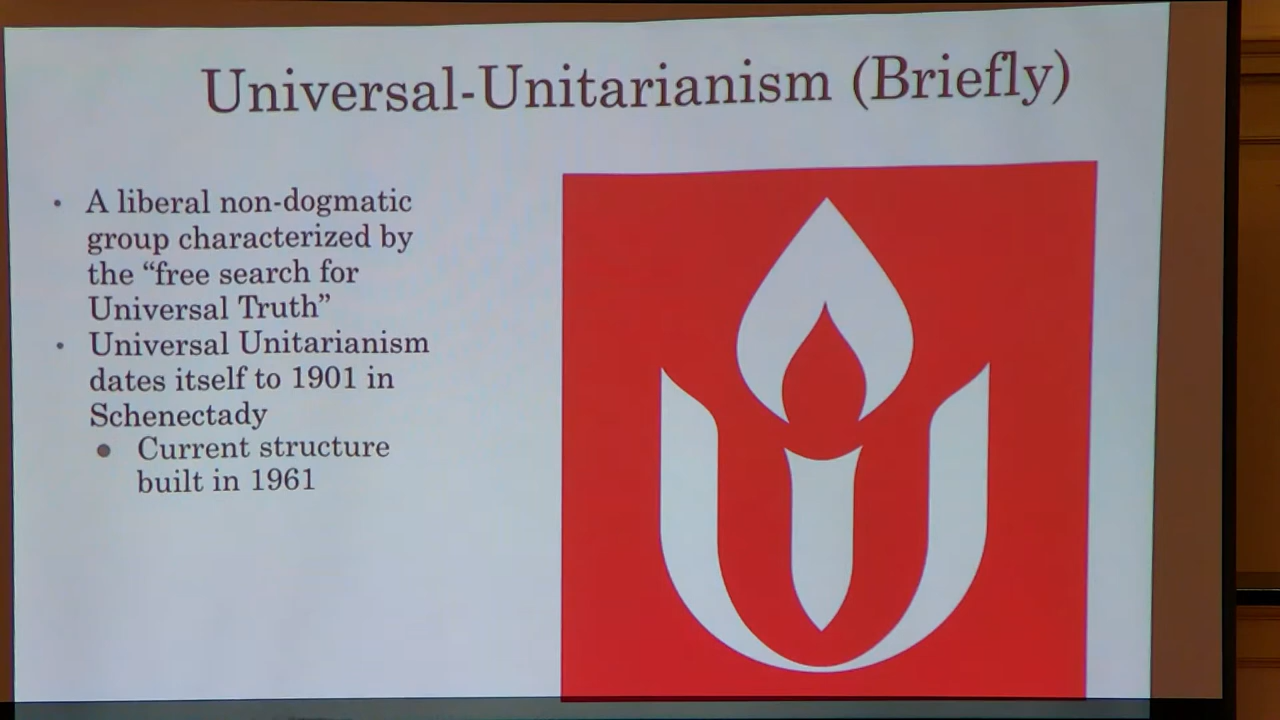 Universal-Unitarianism (Briefly)
• A liberal non-dogmatic
group characterized by
the “free search for
Universal Truth”
• Universal Unitarianism
dates itself to 1901 in
Schenectady
● Current structure
built in 1961